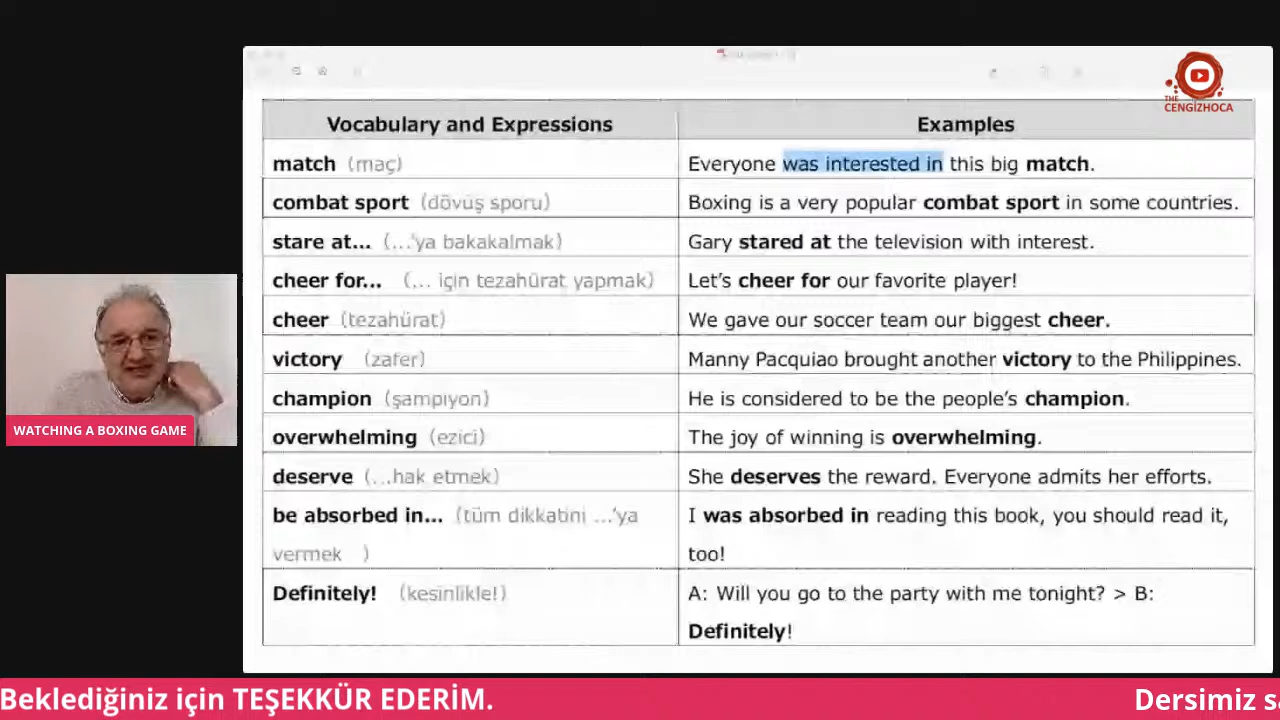 THE
CENGİZHOCA
Vocabulary and Expressions Examples
match (maç) Everyone was interested in this big match.
combat sport (dövüş sporu) Boxing is a very popular combat sport in some countries.
stare at... (...'ya bakakalmak) Gary stared at the television with interest.
cheer for... (... için tezahürat yapmak) Let's cheer for our favorite player!
cheer (tezahürat) We gave our soccer team our biggest cheer.
victory (zafer) Manny Pacquiao brought another victory to the Philippines.
champion (şampiyon) He is considered to be the people's champion.
overwhelming (ezici) The joy of winning is overwhelming.
deserve (...hak etmek) She deserves the reward. Everyone admits her efforts.
be absorbed in... (tüm dikkatini ...'ya I was absorbed in reading this book, you should read it,
vermek ) too!
Definitely! (kesinlikle!) A: Will you go to the party with me tonight? > B:
Definitely!
WATCHING A BOXING GAME
Beklediğiniz için TEŞEKKÜR EDERİM. Dersimiz s